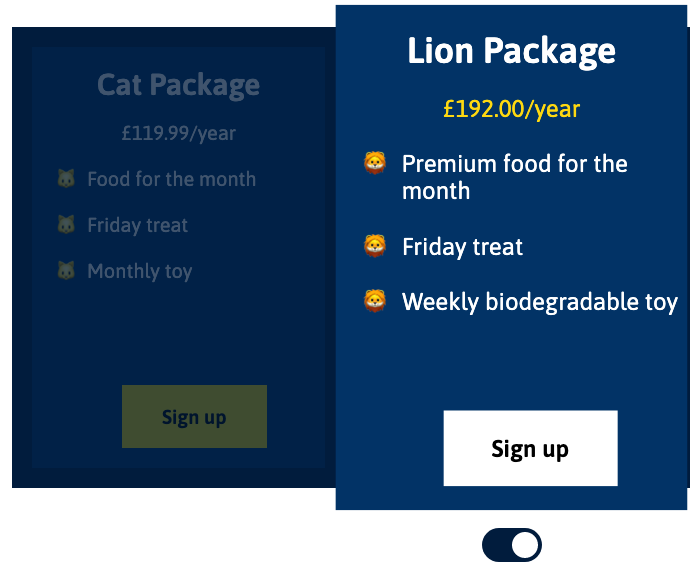 Cat Package
£119.99/year
Food for the month
Friday treat
Monthly toy
Sign up
Lion Package
£192.00/year
Premium food for the
month
Friday treat
Weekly biodegradable toy
Sign up